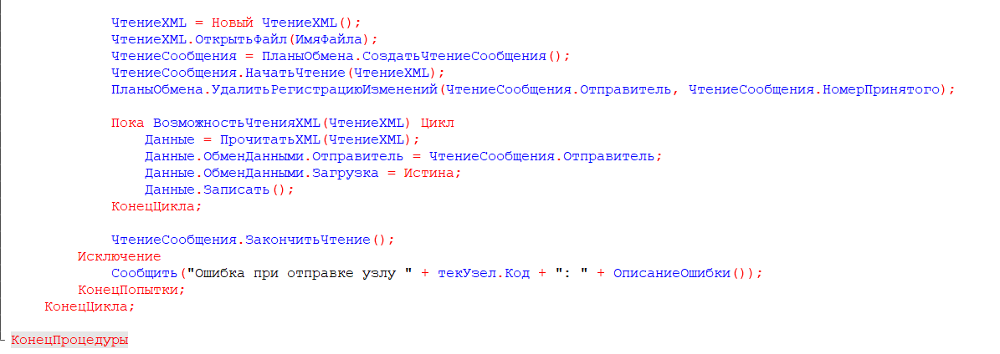 ЧтениеXML = Новый ЧтениеXML();
ЧтениеXML.ОткрытьФайл(ИмяФайла);
ЧтениеСообщения = ПланыОбмена.СоздатьЧтениеСообщения();
ЧтениеСообщения.НачатьЧтение(ЧтениеXML);
ПланыОбмена.УдалитьРегистрациюИзменений(ЧтениеСообщения.Отправитель, ЧтениеСообщения.НомерПринятого);
Пока ВозможностьЧтенияXML(ЧтениеXML) Цикл
Данные = ПрочитатьXML(ЧтениеXML);
Данные.ОбменДанными.Отправитель = ЧтениеСообщения.Отправитель;
Данные.ОбменДанными.Загрузка = Истина;
Данные.Записать();
КонецЦикла;
ЧтениеСообщения.ЗакончитьЧтение();
Исключение
Сообщить("Ошибка при отправке узлу " + текУзел.Код + ": " + ОписаниеОшибки());
КонецПопытки;
КонецЦикла;
КонецПроцедуры